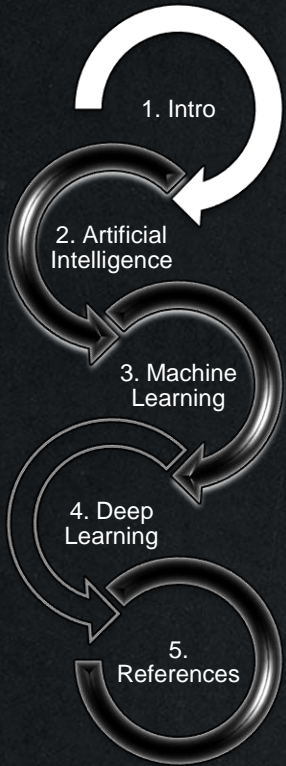 1. Intro
2. Artificial
Intelligence
3. Machine
Learning
4. Deep
Learning
5.
References